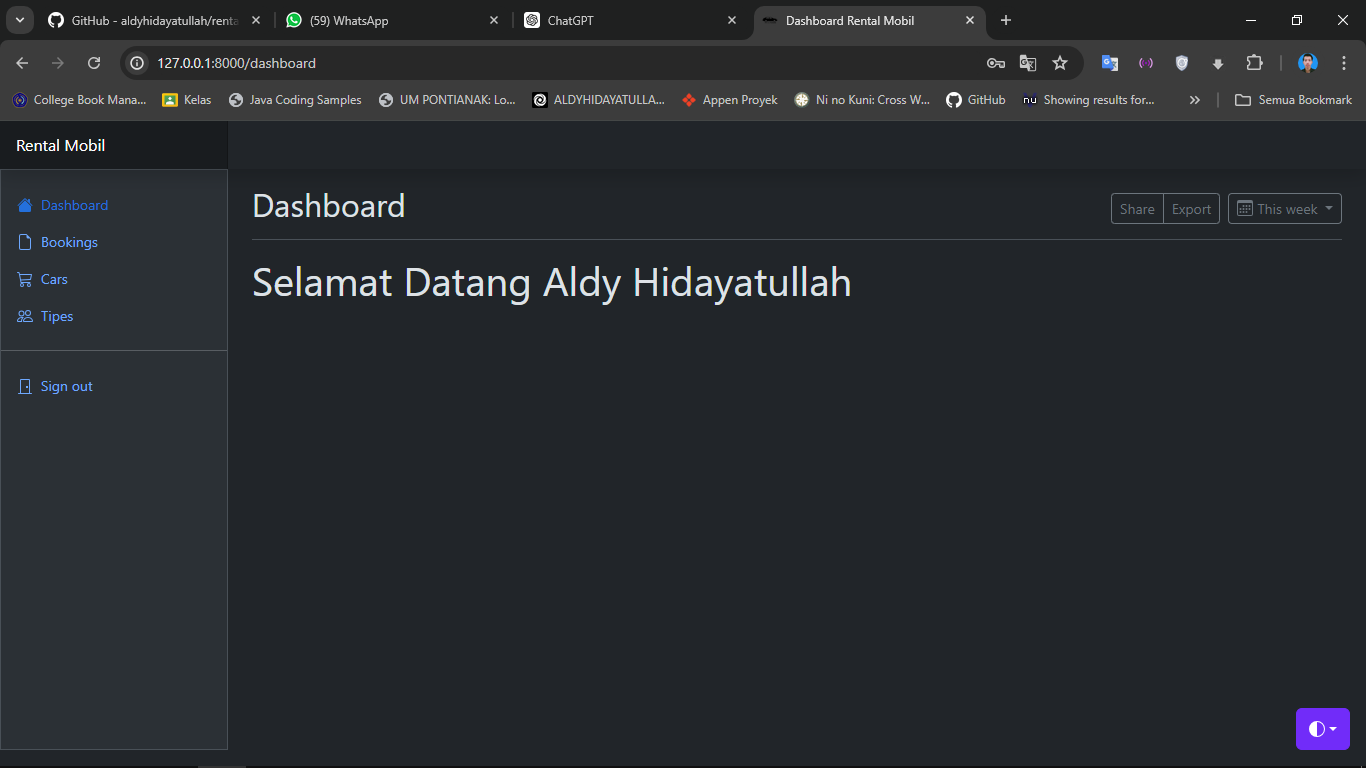 GitHub - aldyhidayatullah/renta
(59) WhatsApp
ChatGPT
Dashboard Rental Mobil
127.0.0.1:8000/dashboard
College Book Mana...
Kelas
Java Coding Samples
UM PONTIANAK: Lo...
ALDYHIDAYATULLA...
Appen Proyek
Ni no Kuni: Cross W...
GitHub
nu
Showing results for...
Semua Bookmark
Rental Mobil
Dashboard
Bookings
Cars
Tipes
Sign out
Dashboard
Share
Export
This week
Selamat Datang Aldy Hidayatullah